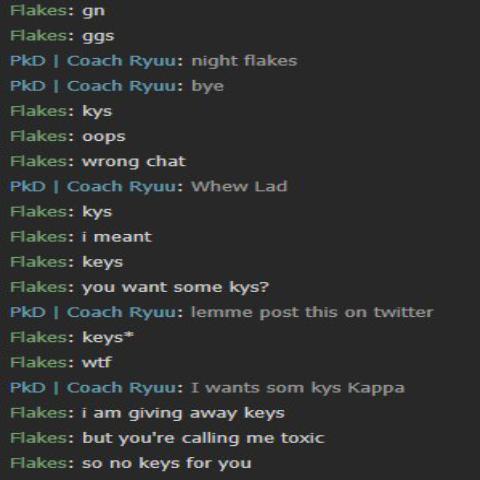 Flakes: gn
Flakes: ggs
PkD | Coach Ryuu: night flakes
PkD | Coach Ryuu: bye
Flakes: kys
Flakes: oops
Flakes: wrong chat
PkD | Coach Ryuu: Whew Lad
Flakes: kys
Flakes: i meant
Flakes: keys
Flakes: you want some kys?
PkD | Coach Ryuu: lemme post this on twitter
Flakes: keys*
Flakes: wtf
PkD | Coach Ryuu: I wants som kys Kappa
Flakes: i am giving away keys
Flakes: but you're calling me toxic
Flakes: so no keys for you